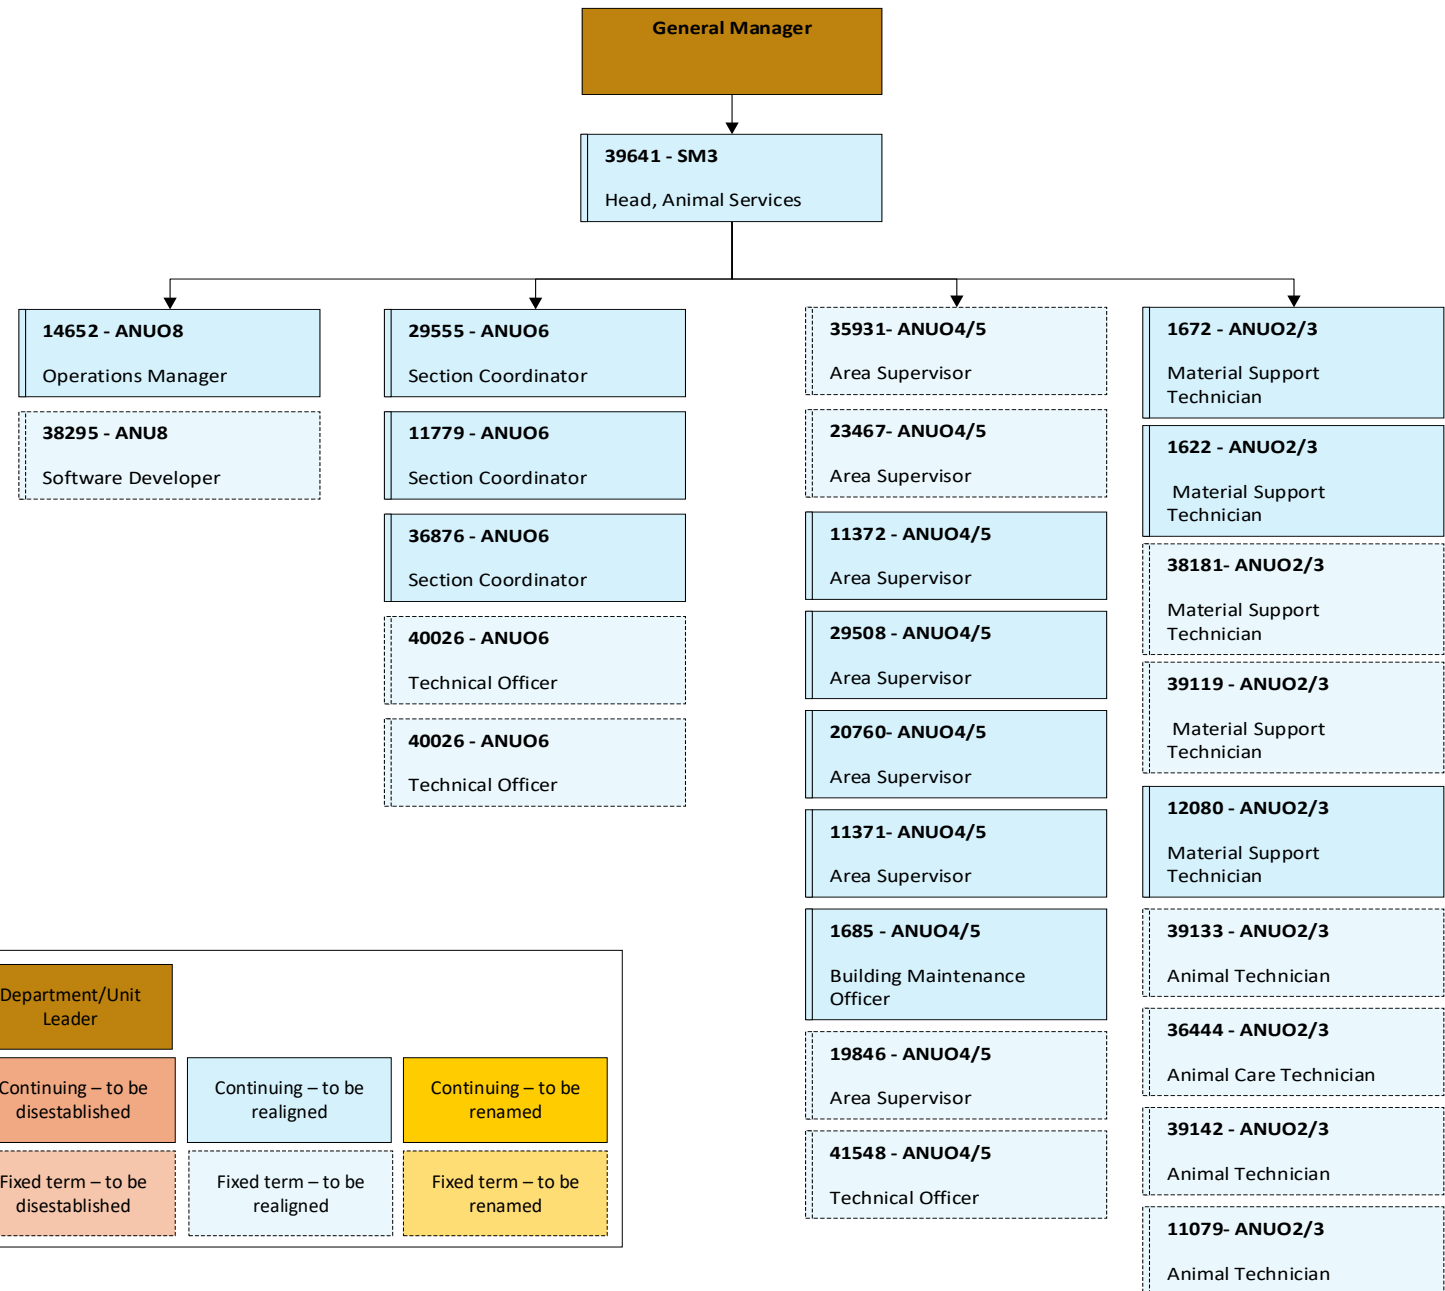 General Manager
39641 - SM3
Head, Animal Services
14652 - ANUO8
Operations Manager
38295 - ANU8
Software Developer
29555 - ANUO6
Section Coordinator
11779 - ANUO6
Section Coordinator
36876 - ANUO6
Section Coordinator
40026 - ANUO6
Technical Officer
40026 - ANUO6
Technical Officer
35931- ANUO4/5
Area Supervisor
23467- ANUO4/5
Area Supervisor
11372 - ANUO4/5
Area Supervisor
29508 - ANUO4/5
Area Supervisor
20760- ANUO4/5
Area Supervisor
11371- ANUO4/5
Area Supervisor
1685 - ANUO4/5
Building Maintenance
Officer
19846 - ANUO4/5
Area Supervisor
41548 - ANUO4/5
Technical Officer
1672 - ANUO2/3
Material Support
Technician
1622 - ANUO2/3
Material Support
Technician
38181- ANUO2/3
Material Support
Technician
39119 - ANUO2/3
Material Support
Technician
12080 - ANUO2/3
Material Support
Technician
39133 - ANUO2/3
Animal Technician
36444 - ANUO2/3
Animal Care Technician
39142 - ANUO2/3
Animal Technician
11079- ANUO2/3
Animal Technician
Department/Unit
Leader
Continuing – to be
disestablished
Continuing – to be
realigned
Continuing – to be
renamed
Fixed term – to be
disestablished
Fixed term – to be
realigned
Fixed term – to be
renamed